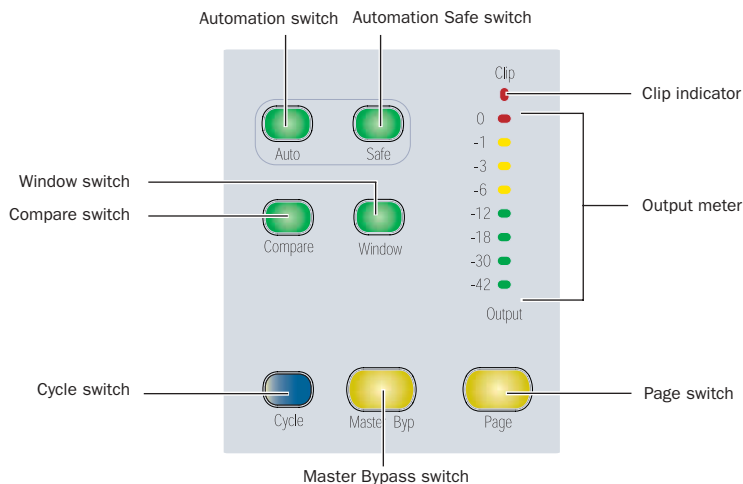 Automation switch
Automation Safe switch
Clip
Clip indicator
0
-1
-3
-6
-12
-18
-30
-42
Output
Output meter
Auto
Safe
Window switch
Compare switch
Compare
Window
Cycle switch
Page switch
Cycle
Master Byp
Page
Master Bypass switch